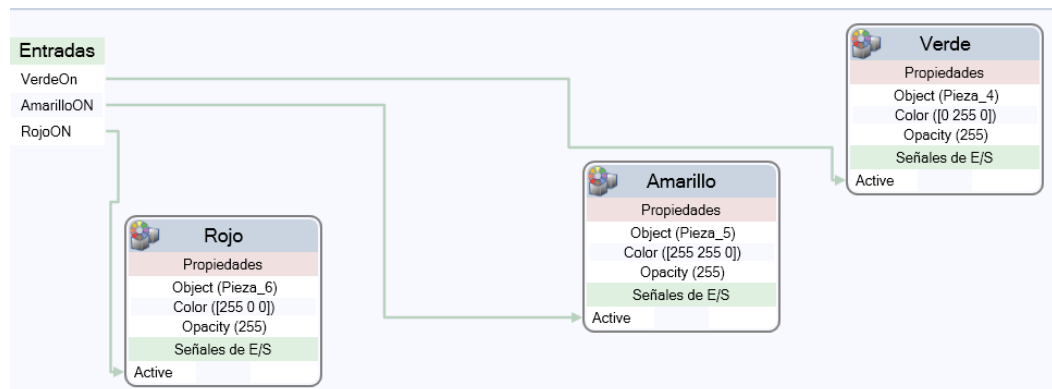 Entradas
VerdeOn
AmarilloON
RojoON
Verde
Propiedades
Object (Pieza_4)
Color ([0 255 0])
Opacity (255)
Señales de E/S
Active
Amarillo
Propiedades
Object (Pieza_5)
Color ([255 255 0])
Opacity (255)
Señales de E/S
Active
Rojo
Propiedades
Object (Pieza_6)
Color ([255 0 0])
Opacity (255)
Señales de E/S
Active